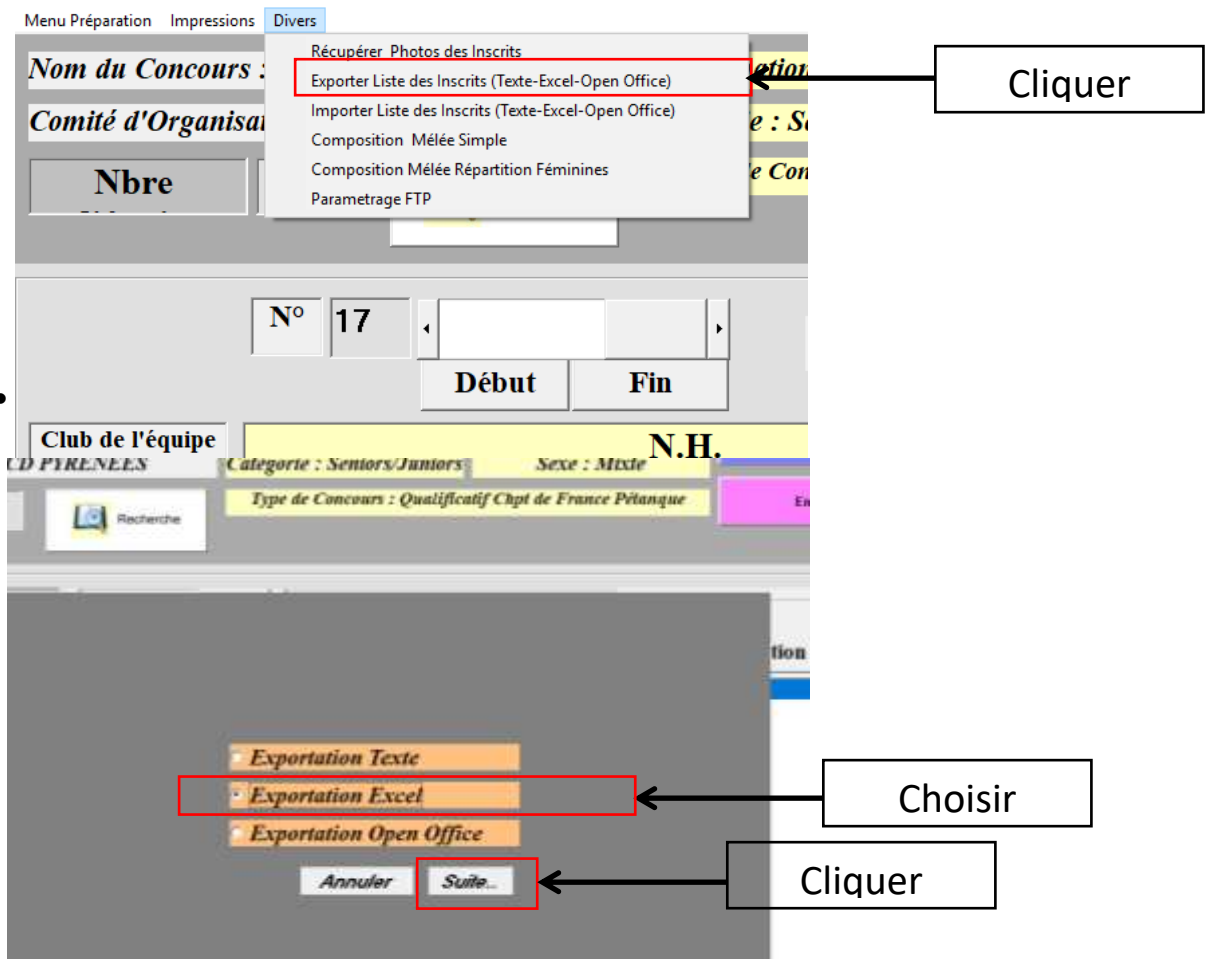 Menu Préparation Impressions Divers
Récupérer Photos des Inscrits
Exporter Liste des Inscrits (Texte-Excel-Open Office)
Importer Liste des Inscrits (Texte-Excel-Open Office)
Composition Mélée Simple
Composition Mélée Répartition Féminines
Parametrage FTP
Cliquer
Nom du Concours :
Comité d'Organisa
Nbre
N° 17
Début Fin
Club de l'équipe N.H.
CD PYRENEES Catégorie : Seniors/Juniors Sexe : Mixte
Recherche Type de Concours : Qualificatif Chpt de France Pétanque En
tion
Exportation Texte
Exportation Excel
Choisir
Exportation Open Office
Annuler Suite...
Cliquer